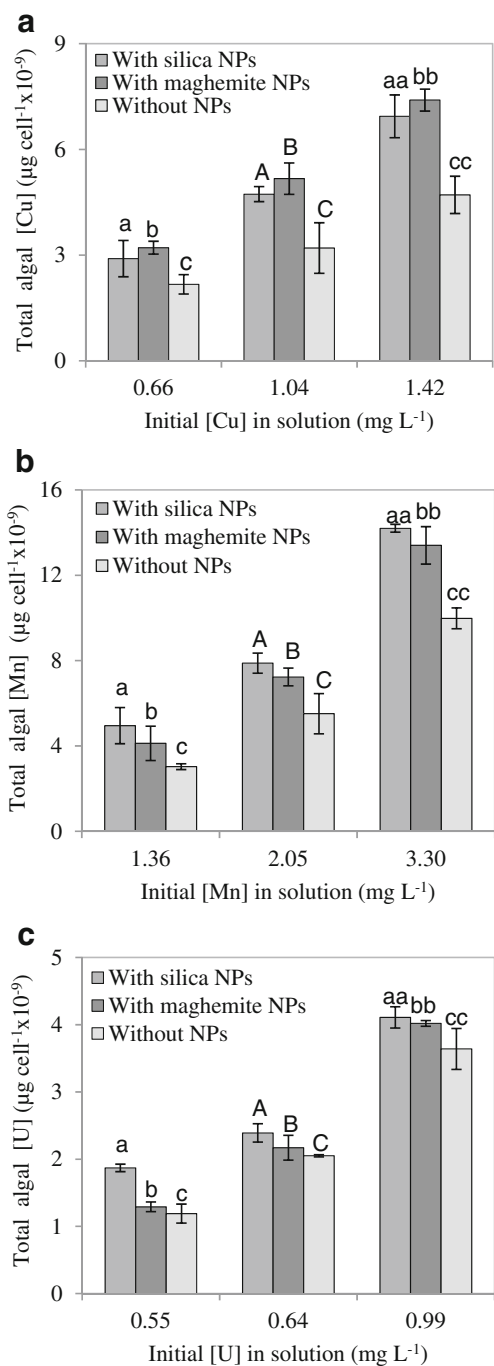 a
Total algal [Cu] (µg cell⁻¹x10⁻⁹)
9
6
3
0
With silica NPs
With maghemite NPs
Without NPs
a b c
A B C
aa bb cc
0.66 1.04 1.42
Initial [Cu] in solution (mg L⁻¹)
b
Total algal [Mn] (µg cell⁻¹x10⁻⁹)
16
12
8
4
0
With silica NPs
With maghemite NPs
Without NPs
a b c
A B C
aa bb cc
1.36 2.05 3.30
Initial [Mn] in solution (mg L⁻¹)
c
Total algal [U] (µg cell⁻¹x10⁻⁹)
5
4
3
2
1
0
With silica NPs
With maghemite NPs
Without NPs
a b c
A B C
aa bb cc
0.55 0.64 0.99
Initial [U] in solution (mg L⁻¹)